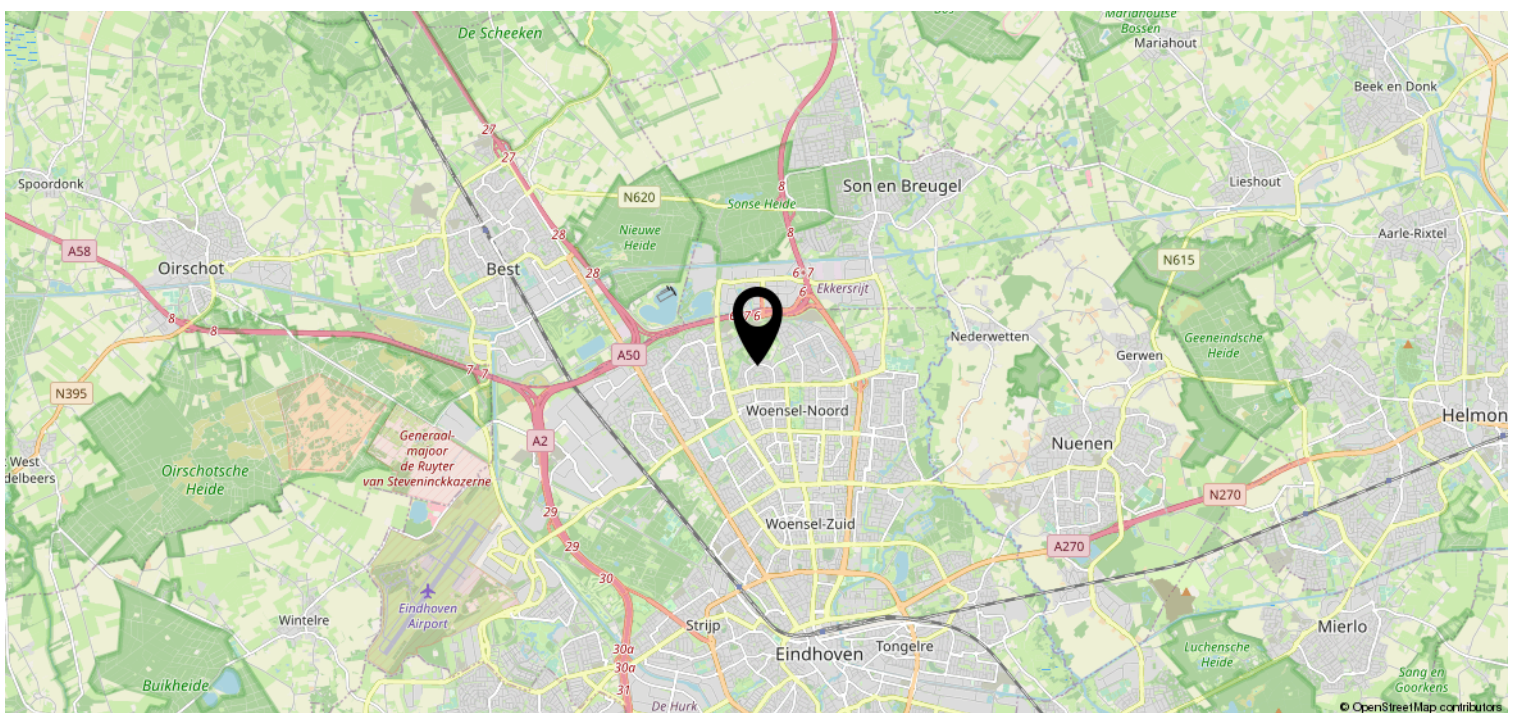 De Scheeken
Mariahoutse
Bossen
Mariahout
Beek en Donk
27
27
Spoordonk
N620
8
Sonse Heide
Son en Breugel
Lieshout
28
Nieuwe
Heide
8
Aarle-Rixtel
A58
Oirschot
Best
28
6+7
6
Ekkersrijt
N615
8
8
6
7
6
Nederwetten
Geeneindsche
Heide
A50
Gerwen
7
7
N395
Woensel-Noord
Helmon
A2
Generaal-
majoor
de Ruyter
van Steveninckkazerne
Nuenen
West
delbeers
Oirschotsche
Heide
N270
29
Woensel-Zuid
29
A270
30
Eindhoven
Airport
Wintelre
Strijp
Eindhoven
Tongelre
Mierlo
30a
30a
Luchensche
Heide
31
Buikheide
Sang en
Goorkens
De Hurk
© OpenStreetMap contributors